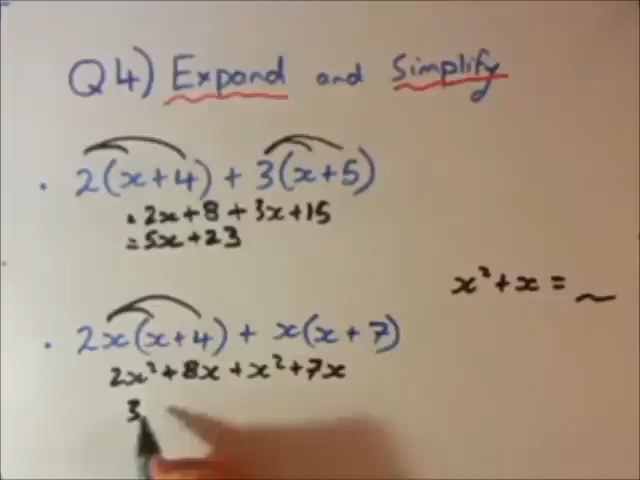 Q4) Expand and Simplify
. 2(x+4) + 3(x+5)
. 2x+8 + 3x+15
= 5x+23
x² + x = ~
. 2x(x+4) + x(x+7)
2x² + 8x + x² + 7x
3